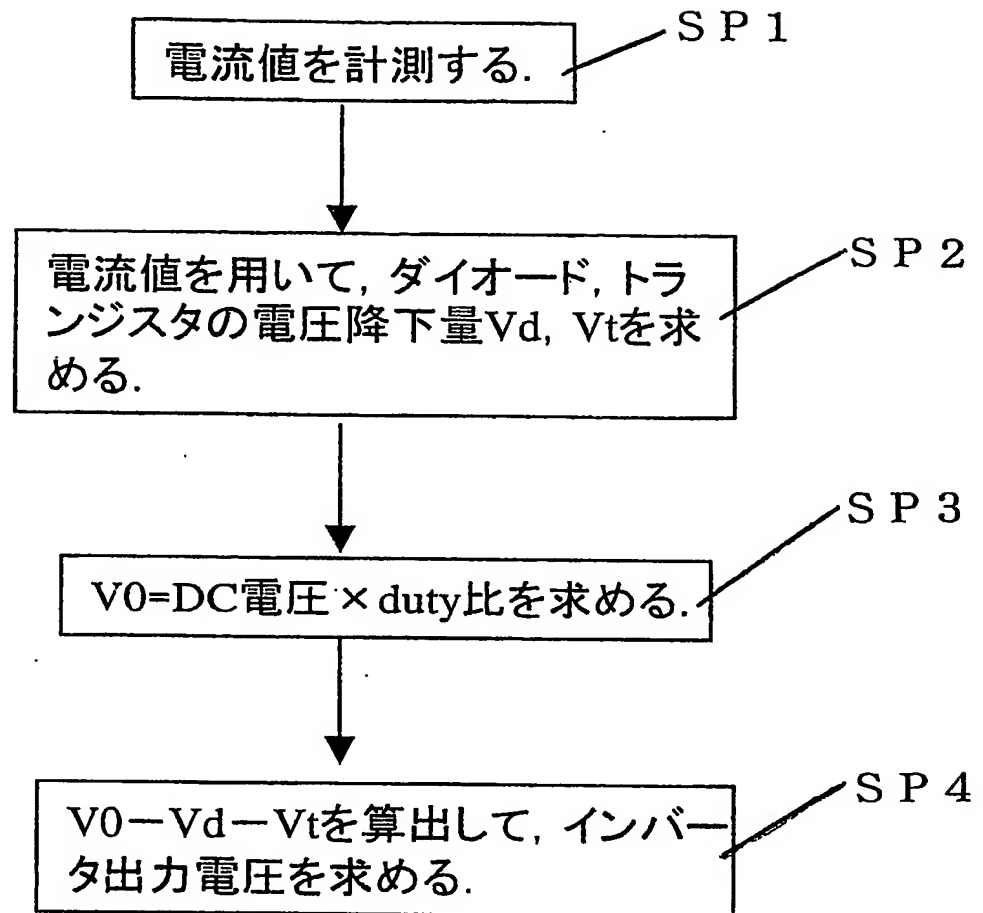 電流値を計測する.
SP1
電流値を用いて, ダイオード, トラ
ンジスタの電圧降下量Vd, Vtを求
める.
SP2
V0=DC電圧×duty比を求める.
SP3
V0−Vd−Vtを算出して, インバー
タ出力電圧を求める.
SP4